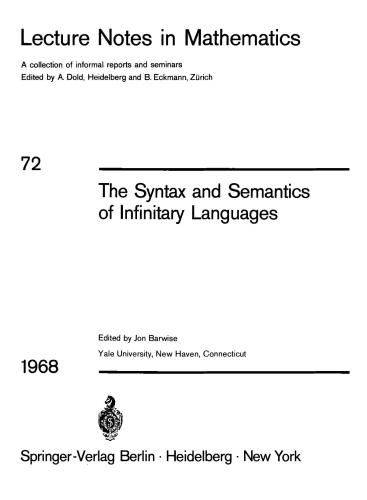 Lecture Notes in Mathematics
A collection of informal reports and seminars
Edited by A. Dold, Heidelberg and B. Eckmann, Zürich
72
The Syntax and Semantics
of Infinitary Languages
Edited by Jon Barwise
Yale University, New Haven, Connecticut
1968
Springer-Verlag Berlin · Heidelberg · New York